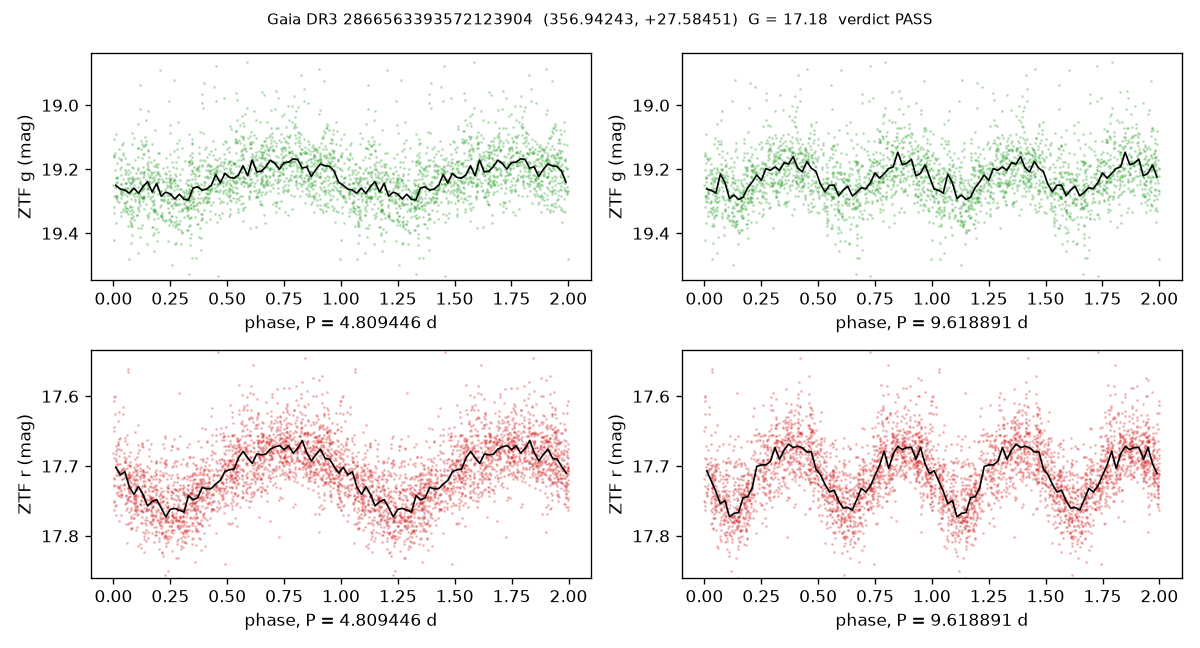 Gaia DR3 2866563393572123904  (356.94243, +27.58451)  G = 17.18  verdict PASS
ZTF g (mag)
19.0
19.2
19.4
0.00 0.25 0.50 0.75 1.00 1.25 1.50 1.75 2.00
phase, P = 4.809446 d
ZTF g (mag)
19.0
19.2
19.4
0.00 0.25 0.50 0.75 1.00 1.25 1.50 1.75 2.00
phase, P = 9.618891 d
ZTF r (mag)
17.6
17.7
17.8
0.00 0.25 0.50 0.75 1.00 1.25 1.50 1.75 2.00
phase, P = 4.809446 d
ZTF r (mag)
17.6
17.7
17.8
0.00 0.25 0.50 0.75 1.00 1.25 1.50 1.75 2.00
phase, P = 9.618891 d